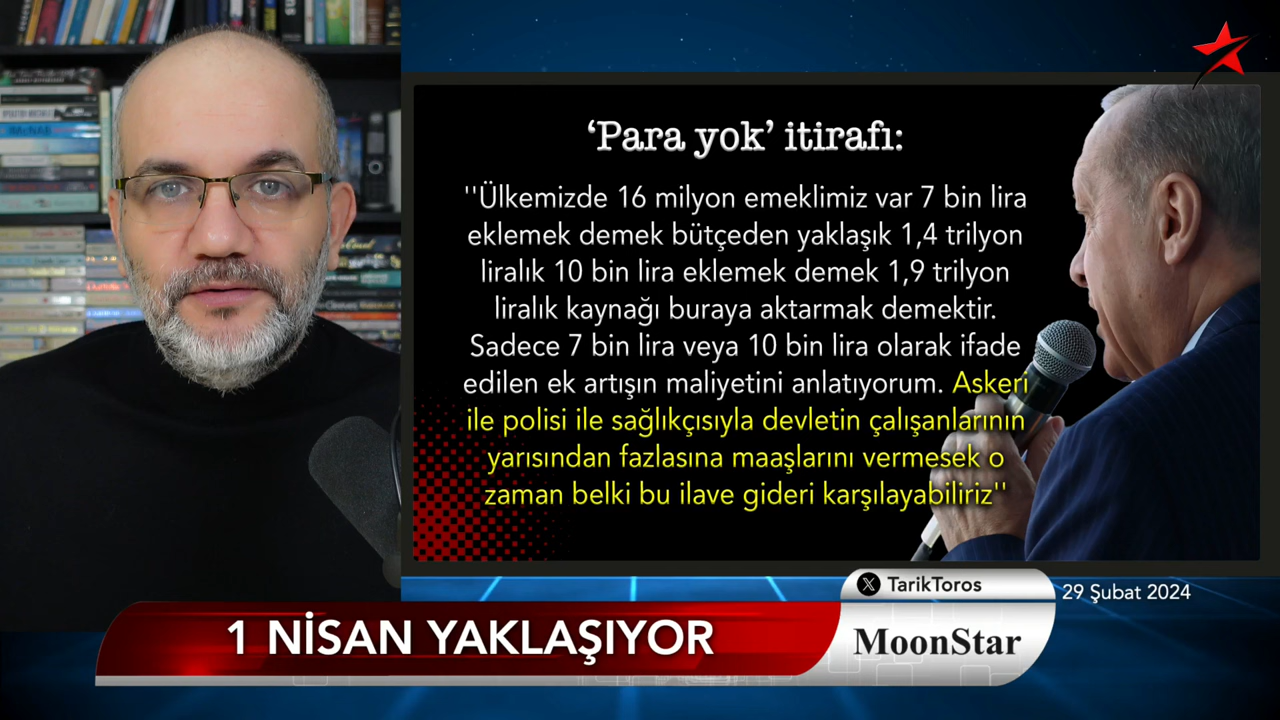 'Para yok' itirafı:
''Ülkemizde 16 milyon emeklimiz var 7 bin lira
eklemek demek bütçeden yaklaşık 1,4 trilyon
liralık 10 bin lira eklemek demek 1,9 trilyon
liralık kaynağı buraya aktarmak demektir.
Sadece 7 bin lira veya 10 bin lira olarak ifade
edilen ek artışın maliyetini anlatıyorum. Askeri
ile polisi ile sağlıkçısıyla devletin çalışanlarının
yarısından fazlasına maaşlarını vermesek o
zaman belki bu ilave gideri karşılayabiliriz''
X TarikToros
29 Şubat 2024
1 NİSAN YAKLAŞIYOR
MoonStar